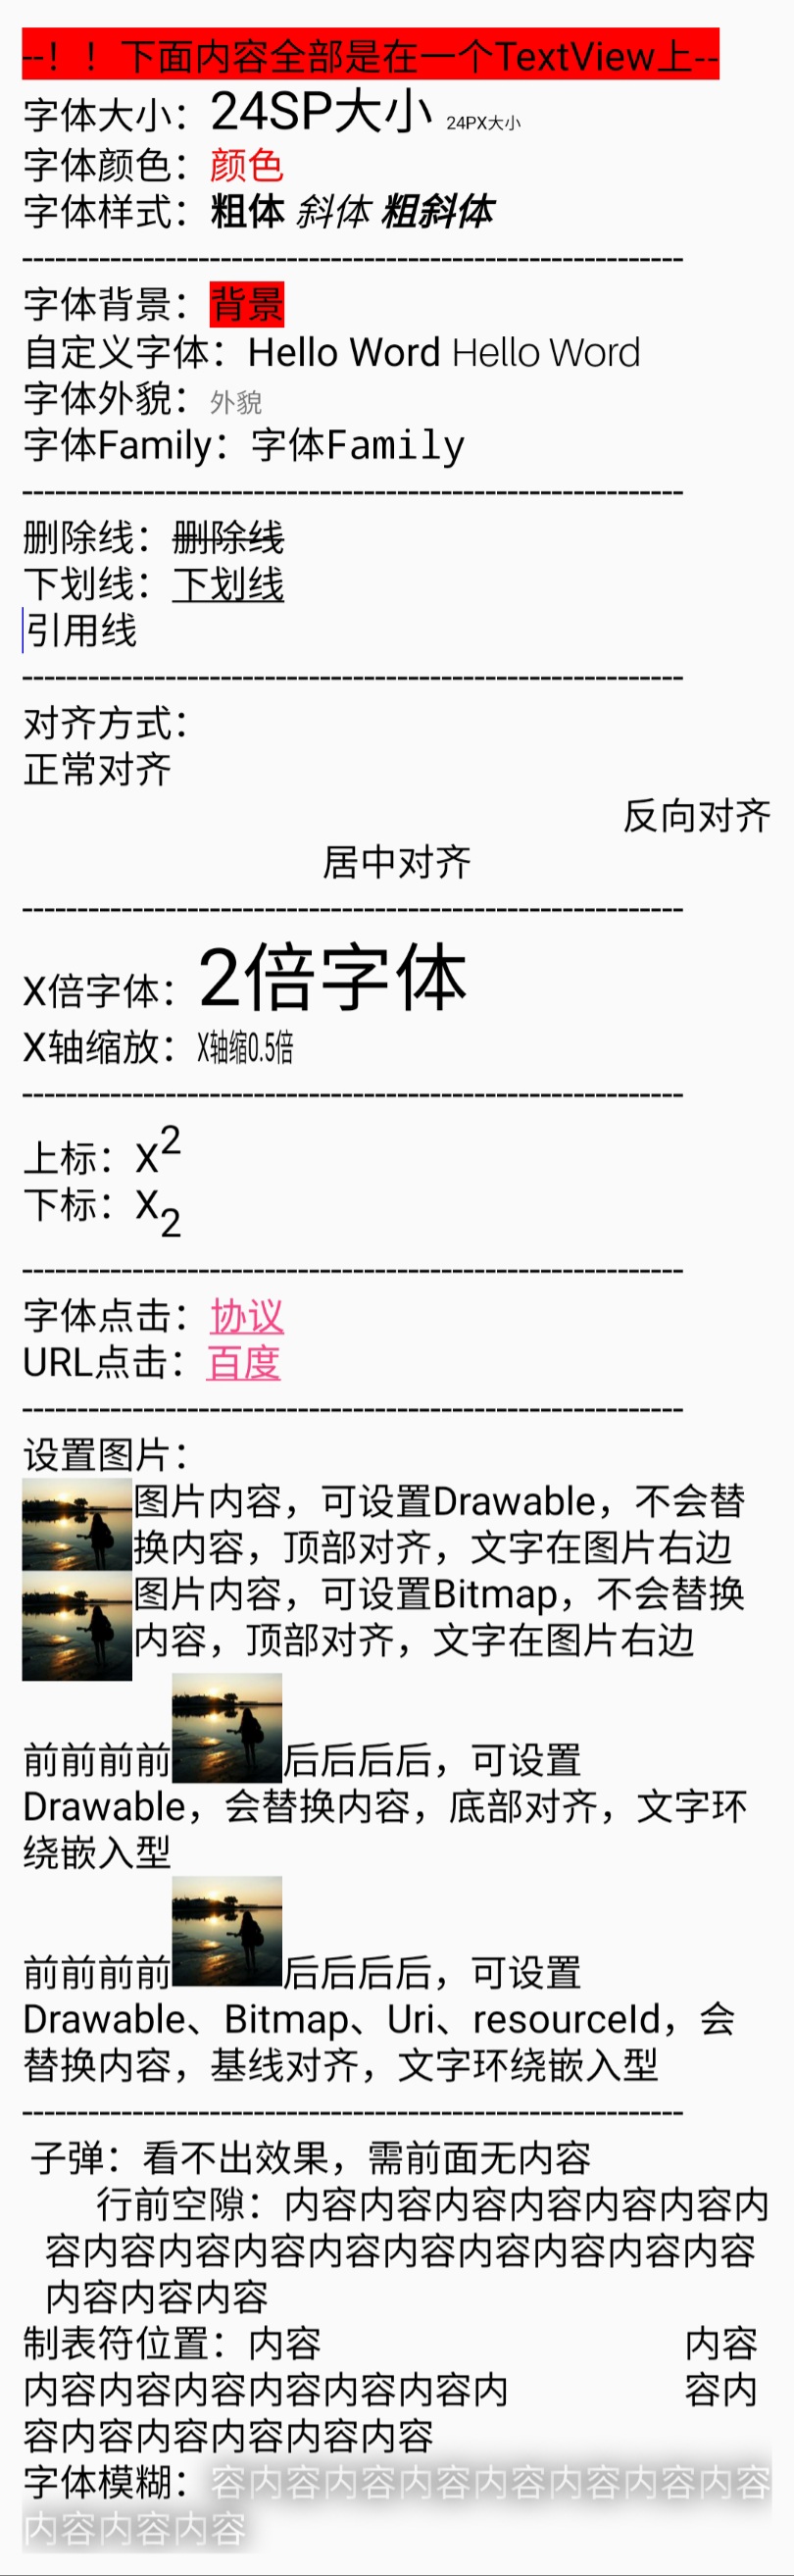 --！！下面内容全部是在一个TextView上--
字体大小：24SP大小 24PX大小
字体颜色：颜色
字体样式：粗体 斜体 粗斜体
------------------------------------------------------------
字体背景：背景
自定义字体：Hello Word Hello Word
字体外貌：外貌
字体Family：字体Family
------------------------------------------------------------
删除线：删除线
下划线：下划线
引用线
------------------------------------------------------------
对齐方式：
正常对齐
反向对齐
居中对齐
------------------------------------------------------------
X倍字体：2倍字体
X轴缩放：X轴缩0.5倍
------------------------------------------------------------
上标：X2
下标：X2
------------------------------------------------------------
字体点击：协议
URL点击：百度
------------------------------------------------------------
设置图片：
图片内容，可设置Drawable，不会替
换内容，顶部对齐，文字在图片右边
图片内容，可设置Bitmap，不会替换
内容，顶部对齐，文字在图片右边
前前前前后后后后，可设置
Drawable，会替换内容，底部对齐，文字环
绕嵌入型
前前前前后后后后，可设置
Drawable、Bitmap、Uri、resourceId，会
替换内容，基线对齐，文字环绕嵌入型
------------------------------------------------------------
子弹：看不出效果，需前面无内容
行前空隙：内容内容内容内容内容内容内
容内容内容内容内容内容内容内容内容内容
内容内容内容
制表符位置：内容 内容
内容内容内容内容内容内容内 容内
容内容内容内容内容内容
字体模糊：容内容内容内容内容内容内容内容
内容内容内容